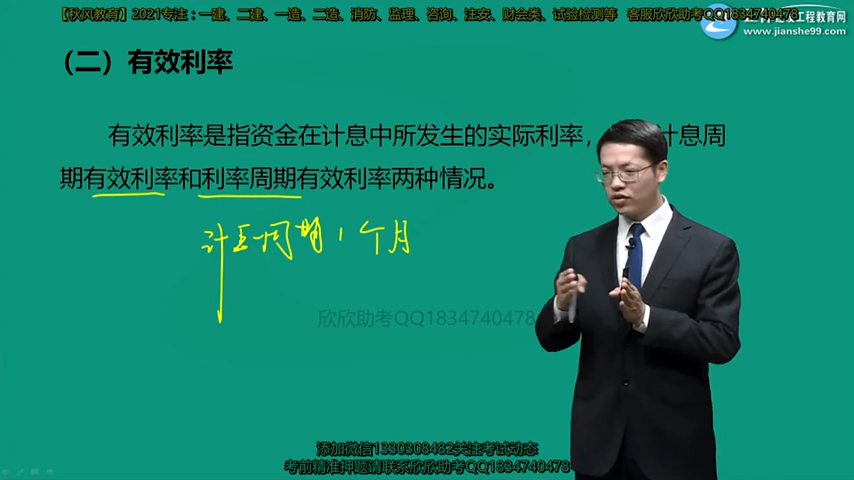 【秋风教育】2021专注：一建、二建、一造、二造、消防、监理、咨询、注安、财会类、试验检测等 客服欣欣助考QQ1834740478
工程教育网
www.jianshe99.com
（二）有效利率
有效利率是指资金在计息中所发生的实际利率，计息周
期有效利率和利率周期有效利率两种情况。
计息周期1个月
欣欣助考QQ1834740478
添加微信1330308482关注考试动态
考前精准押题请联系欣欣助考QQ1834740478